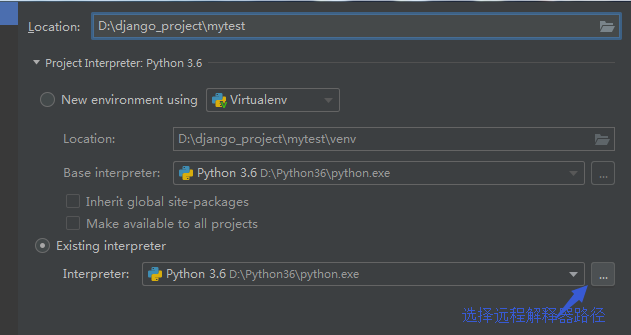 Location: D:\django_project\mytest
Project Interpreter: Python 3.6
New environment using Virtualenv
Location: D:\django_project\mytest\venv
Base interpreter: Python 3.6 D:\Python36\python.exe ...
Inherit global site-packages
Make available to all projects
Existing interpreter
Interpreter: Python 3.6 D:\Python36\python.exe ...
选择远程解释器路径